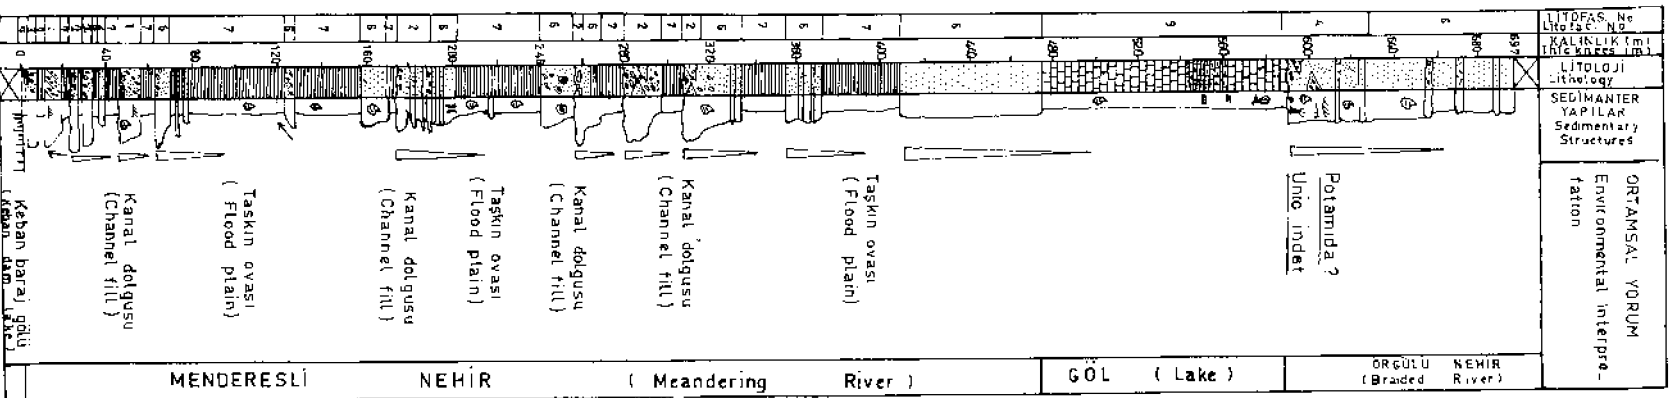 LİTOFAS. No
Litofac. No
KALINLIK (m)
Thicknees (m)
LİTOLOJİ
Lithology
SEDİMANTER
YAPILAR
Sedimentary
Structures
ORTAMSAL YORUM
Environmental interpre-
tation
0
40
80
120
160
200
280
320
360
400
440
480
520
560
600
640
680
697
Keban baraj gölü
(Keban dam Lake)
Kanal dolgusu
(Channel fill)
Taşkın ovası
( Flood plain)
Kanal dolgusu
(Channel fill)
Taşkın ovası
(Flood plain)
Kanal dolgusu
(Channel fill)
Kanal dolgusu
(Channel fill)
Taşkın ovası
(Flood plain)
Potamida?
Unio indet
MENDERESLİ NEHİR ( Meandering River )
GÖL ( Lake )
ÖRGÜLÜ NEHİR
(Braided River)